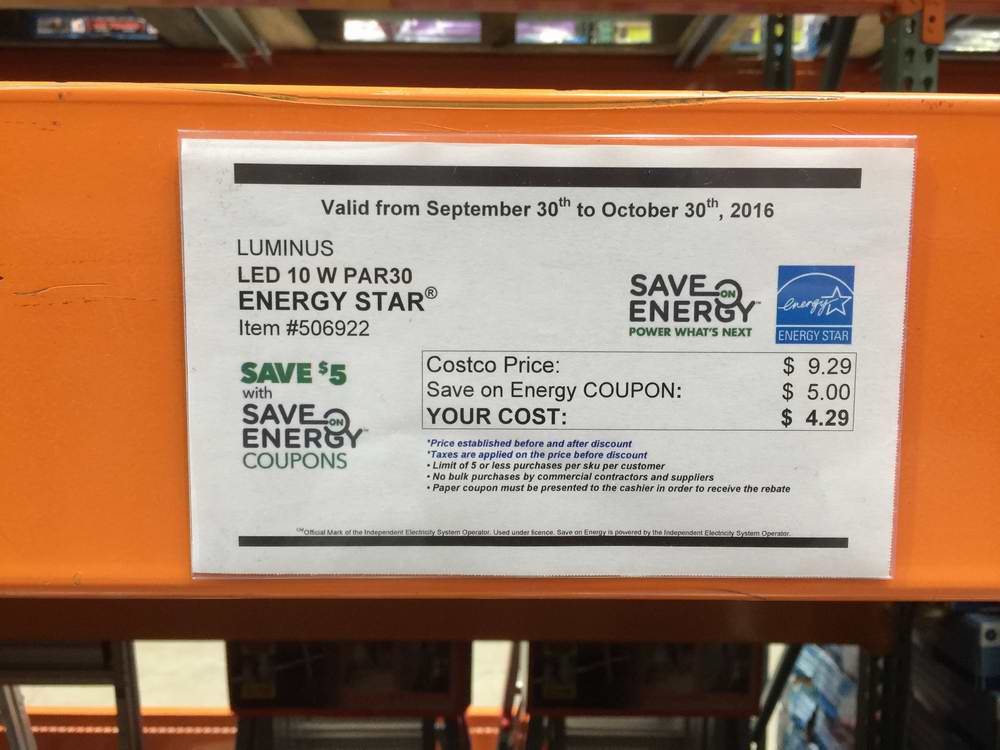 Valid from September 30th to October 30th, 2016
LUMINUS
LED 10 W PAR30
ENERGY STAR®
Item #506922
SAVE ON
ENERGY™
POWER WHAT'S NEXT
energy
ENERGY STAR
SAVE $5
with
SAVE ON
ENERGY™
COUPONS
Costco Price: $ 9.29
Save on Energy COUPON: $ 5.00
YOUR COST: $ 4.29
*Price established before and after discount
*Taxes are applied on the price before discount
• Limit of 5 or less purchases per sku per customer
• No bulk purchases by commercial contractors and suppliers
• Paper coupon must be presented to the cashier in order to receive the rebate
OMOfficial Mark of the Independent Electricity System Operator. Used under licence. Save on Energy is powered by the Independent Electricity System Operator.